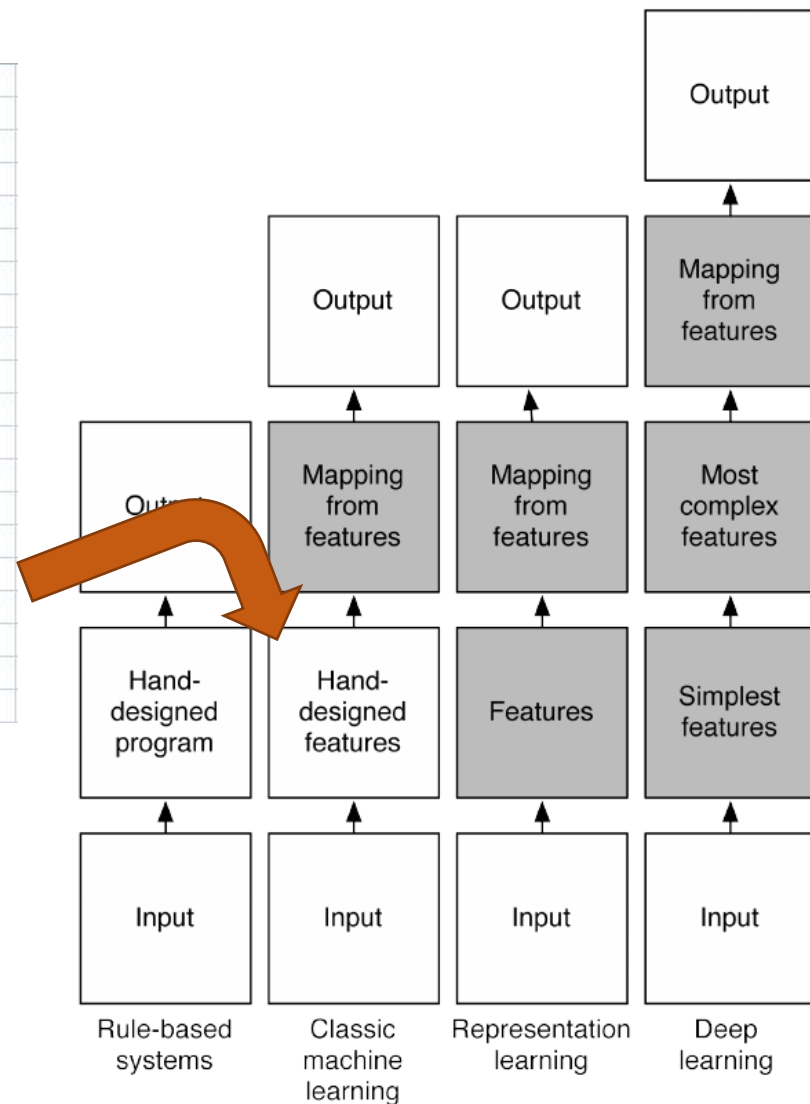 Output
Mapping
from
features
Output
Output
Most
complex
features
Mapping
from
features
Mapping
from
features
Output
Simplest
features
Features
Hand-
designed
features
Hand-
designed
program
Input
Input
Input
Input
Rule-based
systems
Classic
machine
learning
Representation
learning
Deep
learning